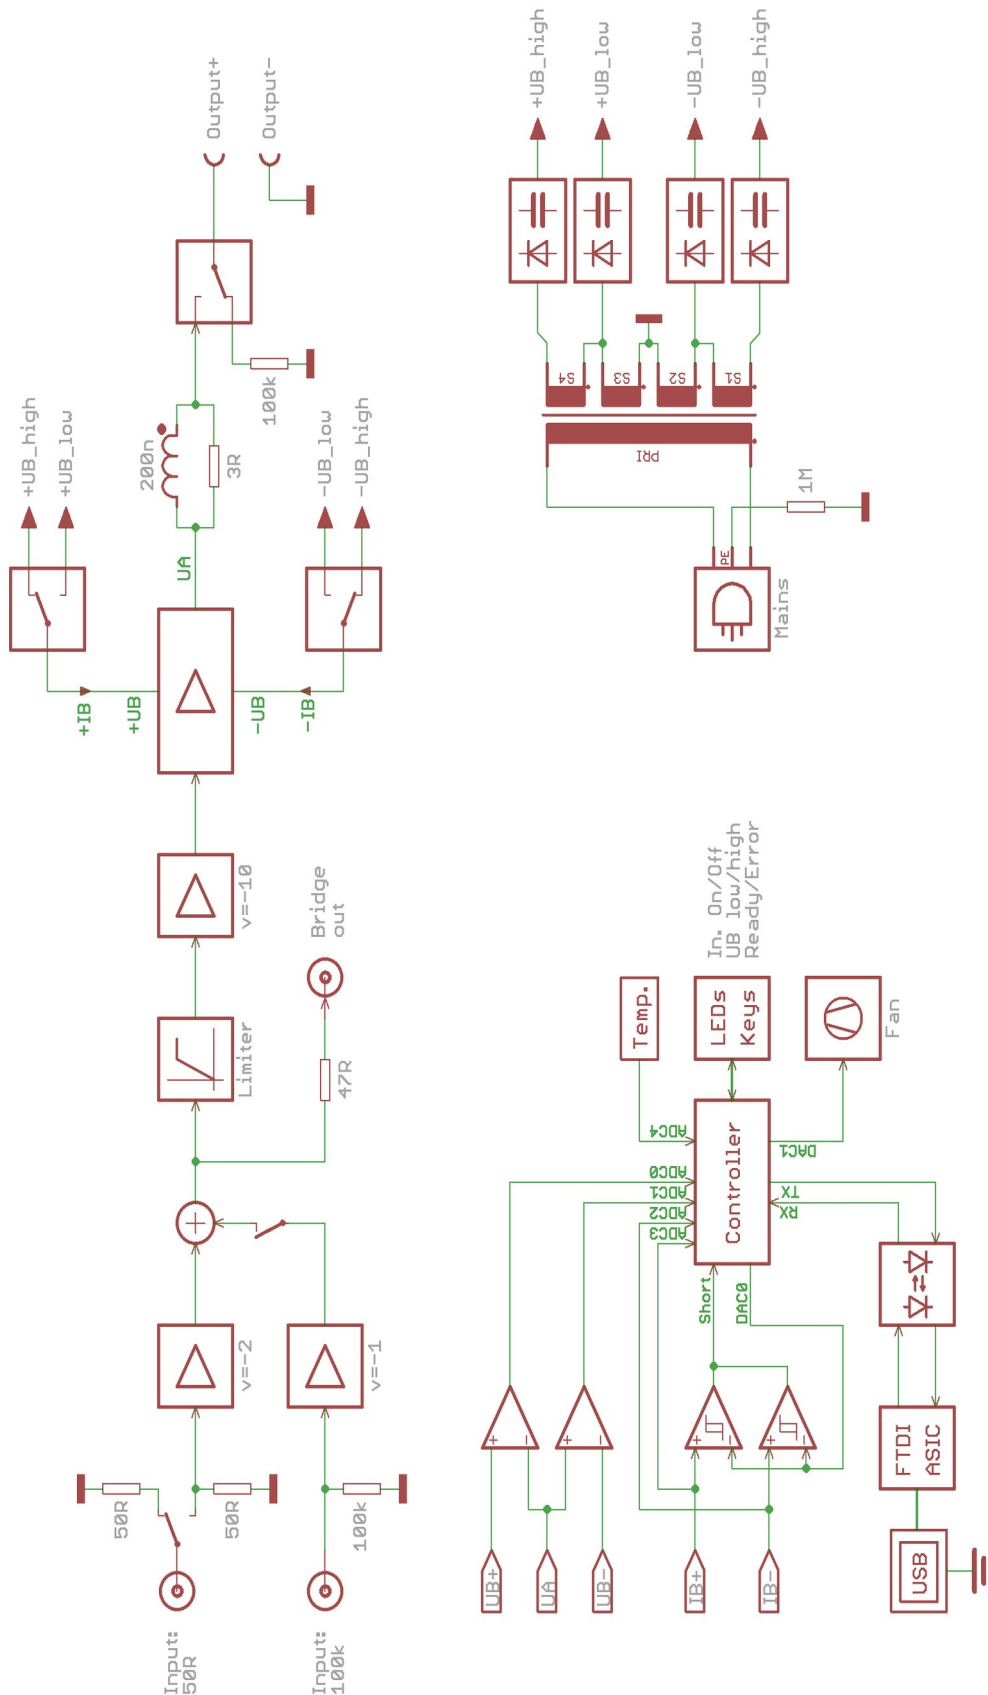 Input:
50R
50R
50R
v=-2
Input:
100k
100k
v=-1
Limiter
47R
Bridge
out
v=-10
+IB
+UB
-UB
-IB
UA
+UB_high
+UB_low
-UB_low
-UB_high
200n
3R
100k
Output+
Output-
UB+
UA
UB-
IB+
IB-
+
-
+
-
+
-
+
-
Short
DAC0
ADC3
ADC2
ADC1
ADC0
ADC4
Controller
RX
TX
DAC1
Temp.
LEDs
Keys
In. On/Off
UB low/high
Ready/Error
Fan
USB
FTDI
ASIC
Mains
PE
1M
PRI
S4
S3
S2
S1
+UB_high
+UB_low
-UB_low
-UB_high